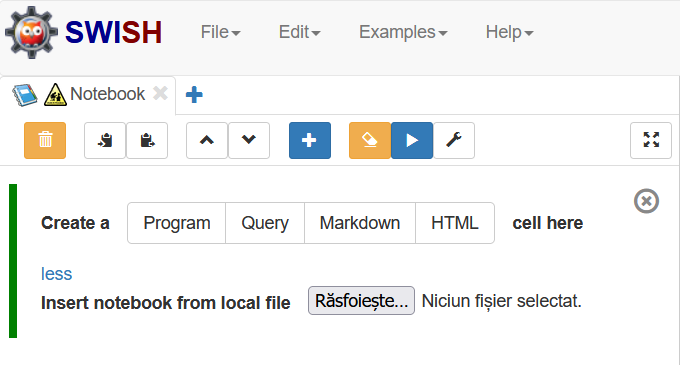 SWISH File Edit Examples Help
Notebook
Create a Program Query Markdown HTML cell here
less
Insert notebook from local file Răsfoiește... Niciun fișier selectat.